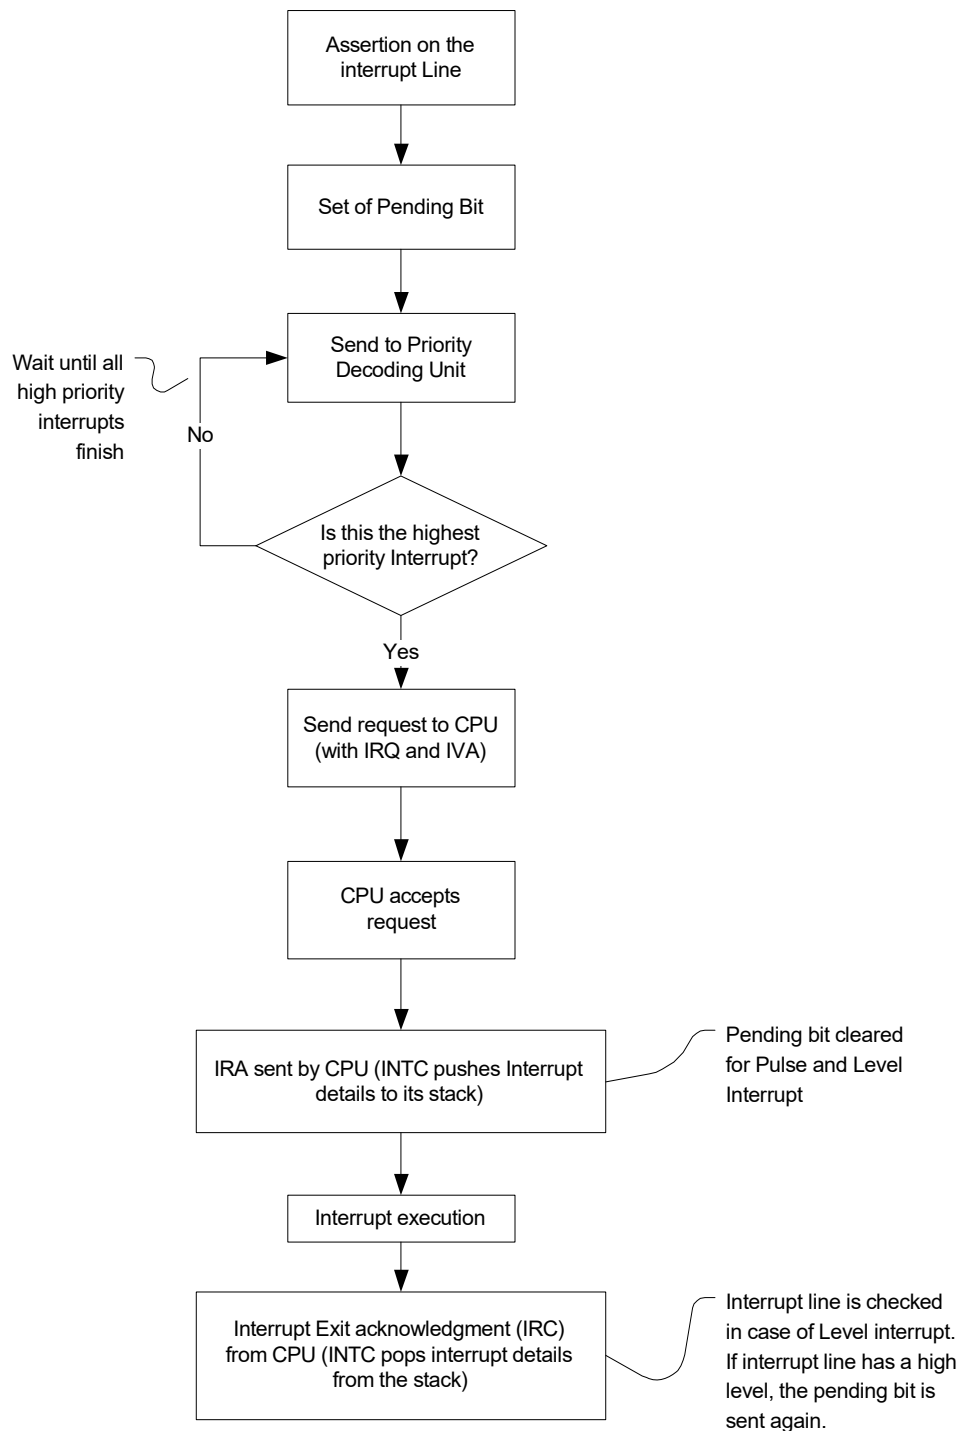 Assertion on the
interrupt Line
Set of Pending Bit
Send to Priority
Decoding Unit
Wait until all
high priority
interrupts
finish
No
Is this the highest
priority Interrupt?
Yes
Send request to CPU
(with IRQ and IVA)
CPU accepts
request
IRA sent by CPU (INTC pushes Interrupt
details to its stack)
Pending bit cleared
for Pulse and Level
Interrupt
Interrupt execution
Interrupt Exit acknowledgment (IRC)
from CPU (INTC pops interrupt details
from the stack)
Interrupt line is checked
in case of Level interrupt.
If interrupt line has a high
level, the pending bit is
sent again.